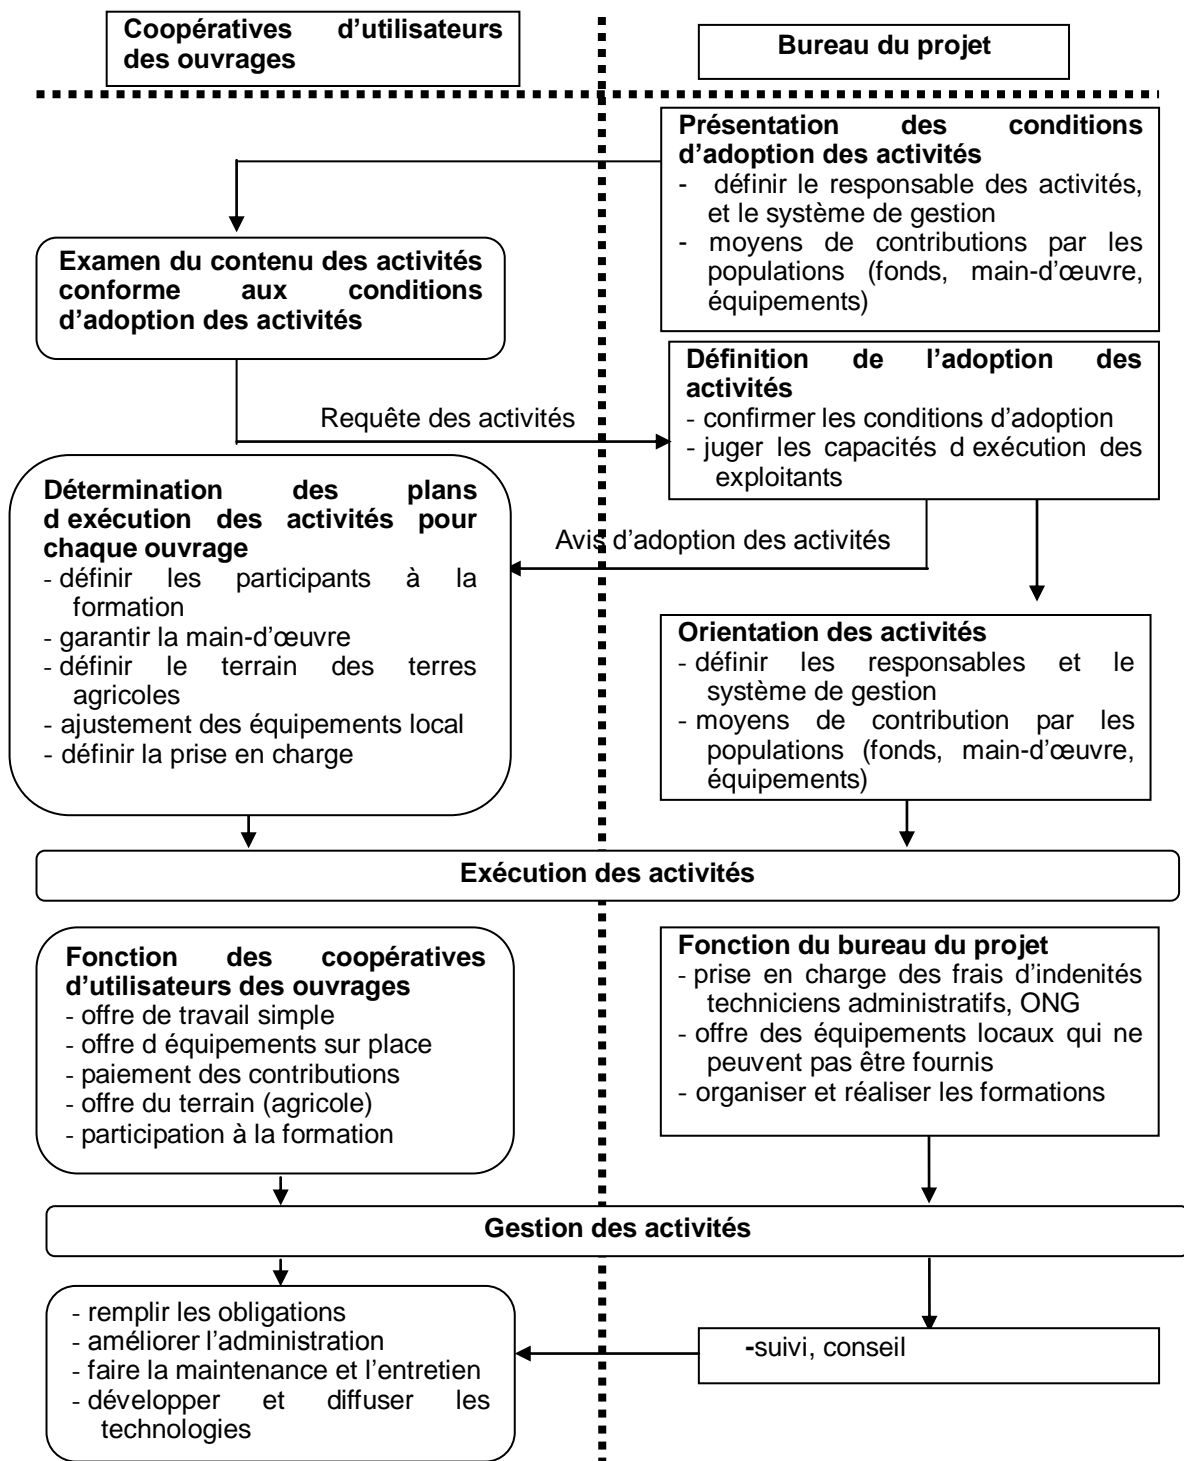 Coopératives d’utilisateurs
des ouvrages
Bureau du projet
Présentation des conditions
d’adoption des activités
- définir le responsable des activités,
et le système de gestion
- moyens de contributions par les
populations (fonds, main-d’œuvre,
équipements)
Examen du contenu des activités
conforme aux conditions
d’adoption des activités
Définition de l’adoption des
activités
- confirmer les conditions d’adoption
- juger les capacités d exécution des
exploitants
Requête des activités
Détermination des plans
d exécution des activités pour
chaque ouvrage
- définir les participants à la
formation
- garantir la main-d’œuvre
- définir le terrain des terres
agricoles
- ajustement des équipements local
- définir la prise en charge
Avis d’adoption des activités
Orientation des activités
- définir les responsables et le
système de gestion
- moyens de contribution par les
populations (fonds, main-d’œuvre,
équipements)
Exécution des activités
Fonction des coopératives
d’utilisateurs des ouvrages
- offre de travail simple
- offre d équipements sur place
- paiement des contributions
- offre du terrain (agricole)
- participation à la formation
Fonction du bureau du projet
- prise en charge des frais d’indenités
techniciens administratifs, ONG
- offre des équipements locaux qui ne
peuvent pas être fournis
- organiser et réaliser les formations
Gestion des activités
- remplir les obligations
- améliorer l’administration
- faire la maintenance et l’entretien
- développer et diffuser les
technologies
-suivi, conseil